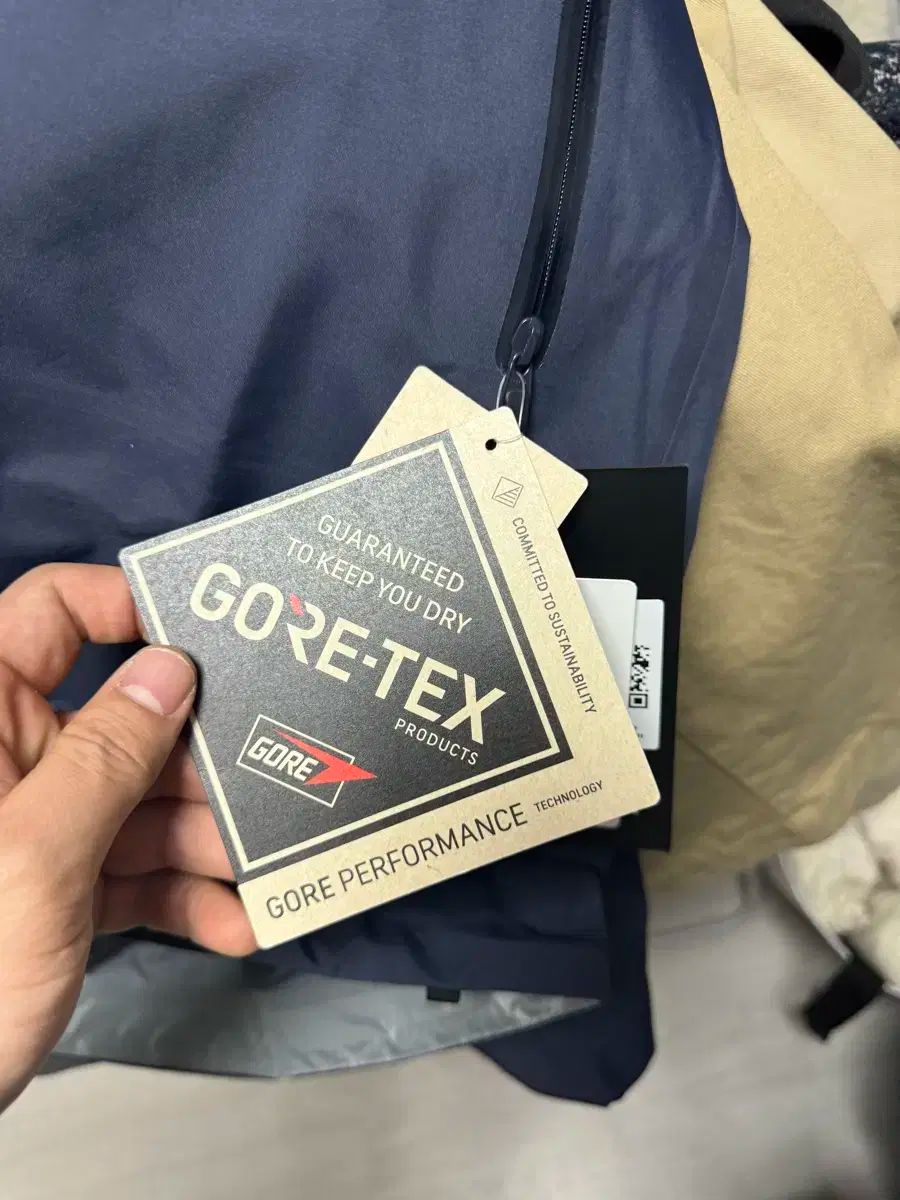 GUARANTEED
TO KEEP YOU DRY
GORE-TEX
PRODUCTS
GORE
GORE PERFORMANCE TECHNOLOGY
COMMITTED TO SUSTAINABILITY